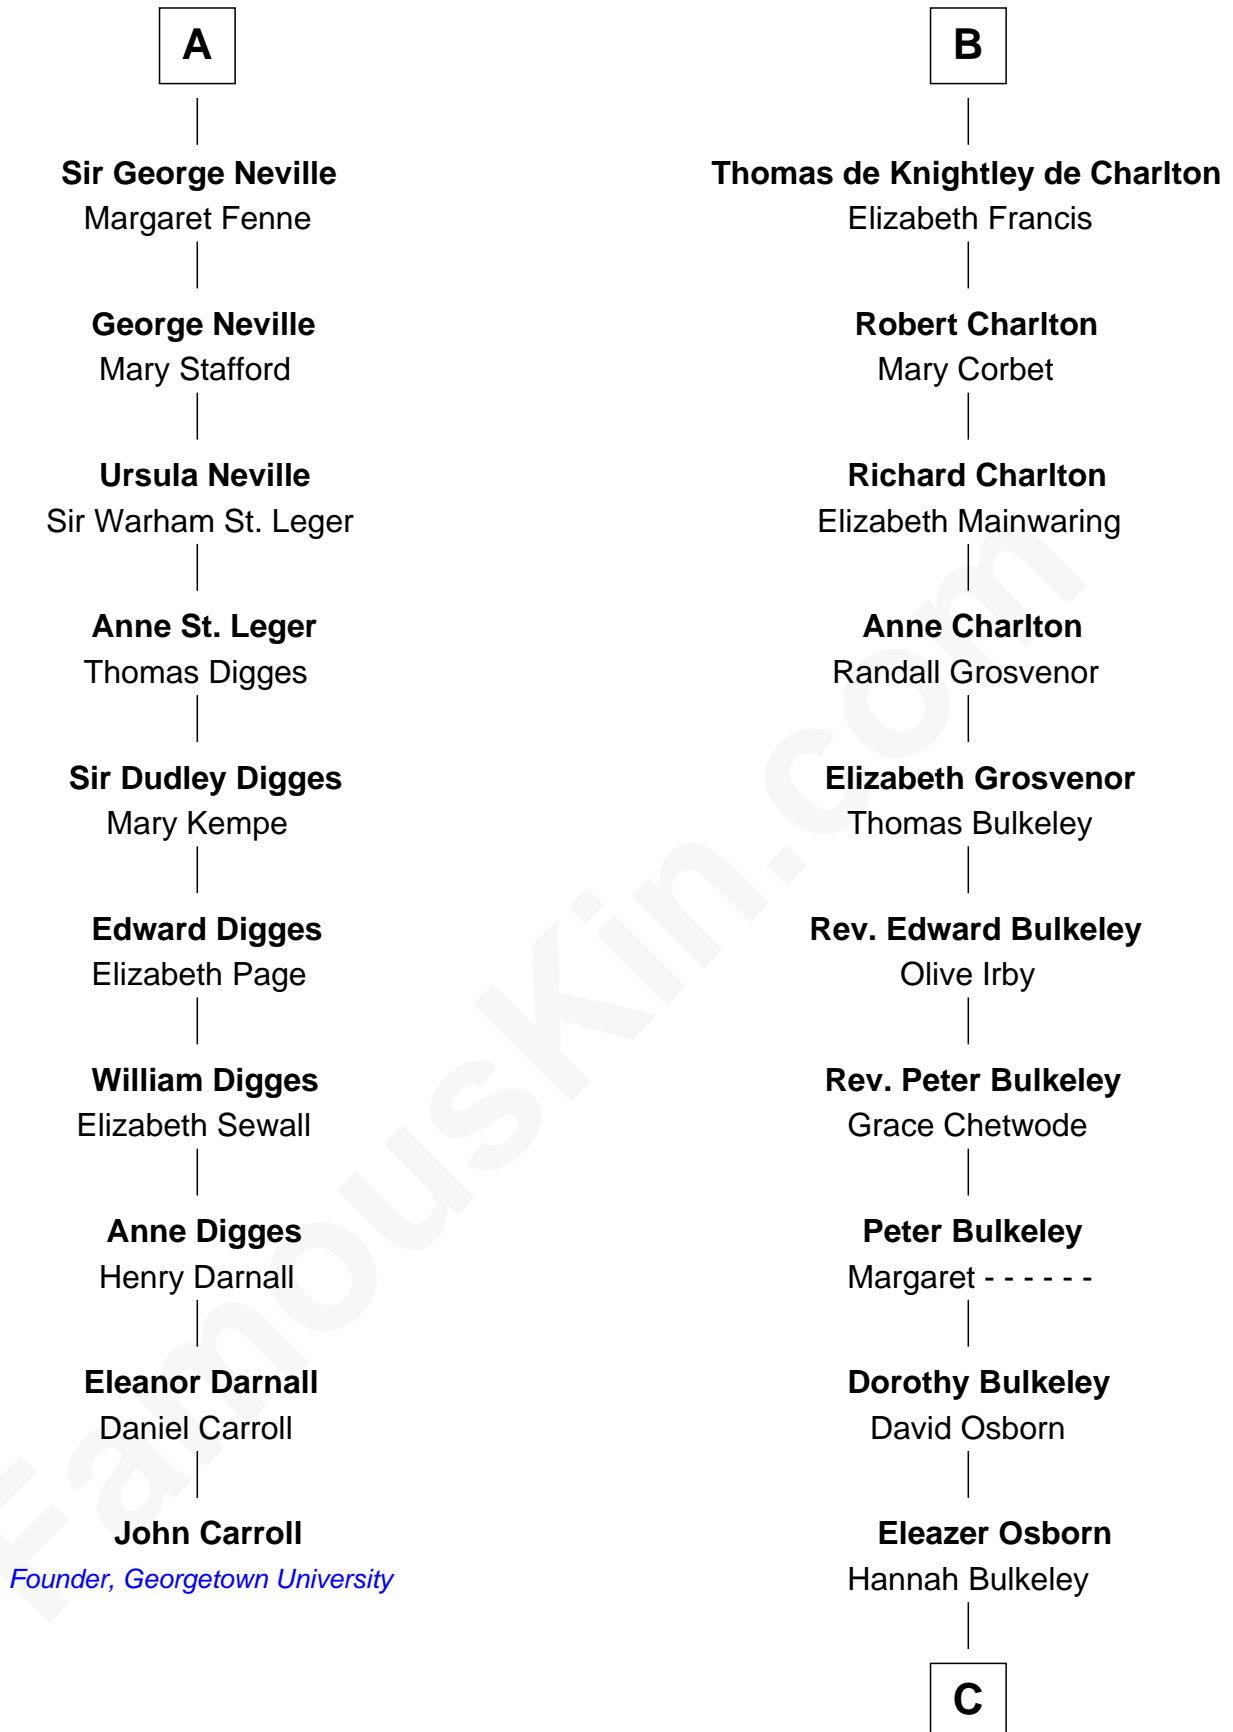 A
Sir George Neville
Margaret Fenne
George Neville
Mary Stafford
Ursula Neville
Sir Warham St. Leger
Anne St. Leger
Thomas Digges
Sir Dudley Digges
Mary Kempe
Edward Digges
Elizabeth Page
William Digges
Elizabeth Sewall
Anne Digges
Henry Darnall
Eleanor Darnall
Daniel Carroll
John Carroll
Founder, Georgetown University
B
Thomas de Knightley de Charlton
Elizabeth Francis
Robert Charlton
Mary Corbet
Richard Charlton
Elizabeth Mainwaring
Anne Charlton
Randall Grosvenor
Elizabeth Grosvenor
Thomas Bulkeley
Rev. Edward Bulkeley
Olive Irby
Rev. Peter Bulkeley
Grace Chetwode
Peter Bulkeley
Margaret - - - - - -
Dorothy Bulkeley
David Osborn
Eleazer Osborn
Hannah Bulkeley
C
FamousKin.com